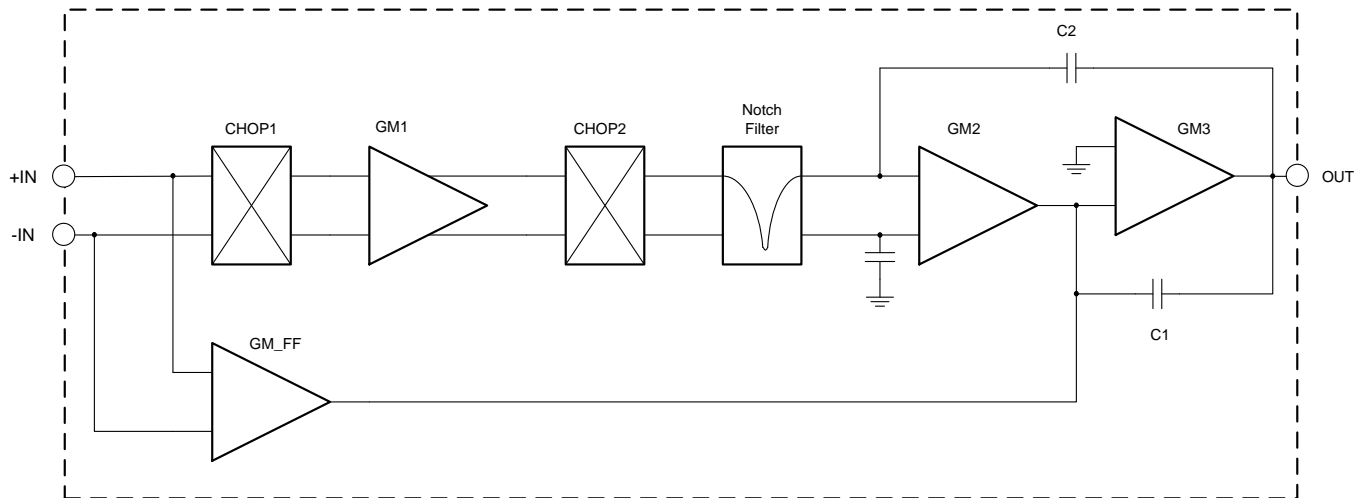 C2
Notch
Filter
CHOP1
GM1
CHOP2
GM2
GM3
+IN
OUT
-IN
C1
GM_FF